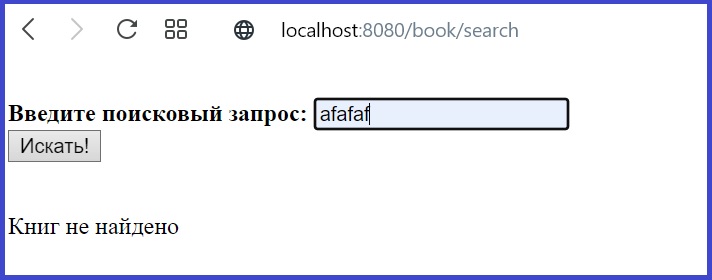 localhost:8080/book/search
Введите поисковый запрос: afafaf
Искать!
Книг не найдено